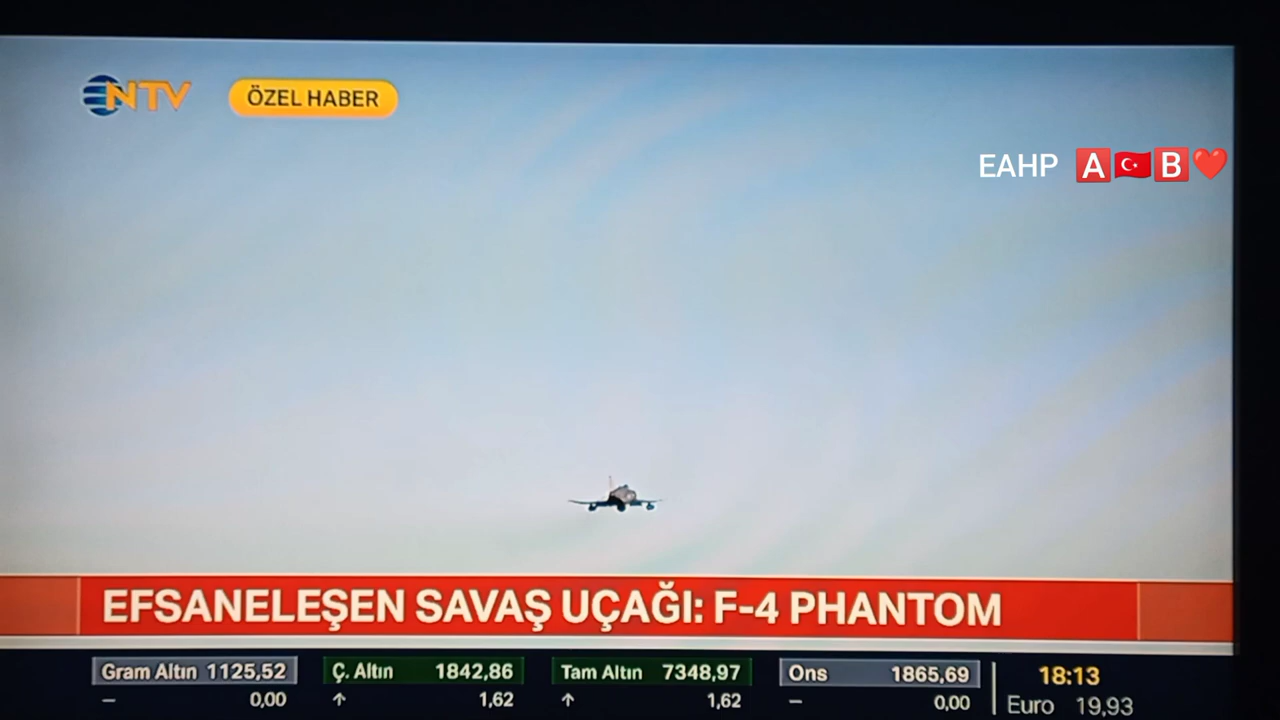 NTV
ÖZEL HABER
EAHP 🅰️🇹🇷🅱️❤️
EFSANELEŞEN SAVAŞ UÇAĞI: F-4 PHANTOM
Gram Altın 1125,52 Ç. Altın 1842,86 Tam Altın 7348,97 Ons 1865,69 18:13
– 0,00 ↑ 1,62 ↑ 1,62 – 0,00 Euro 19,93